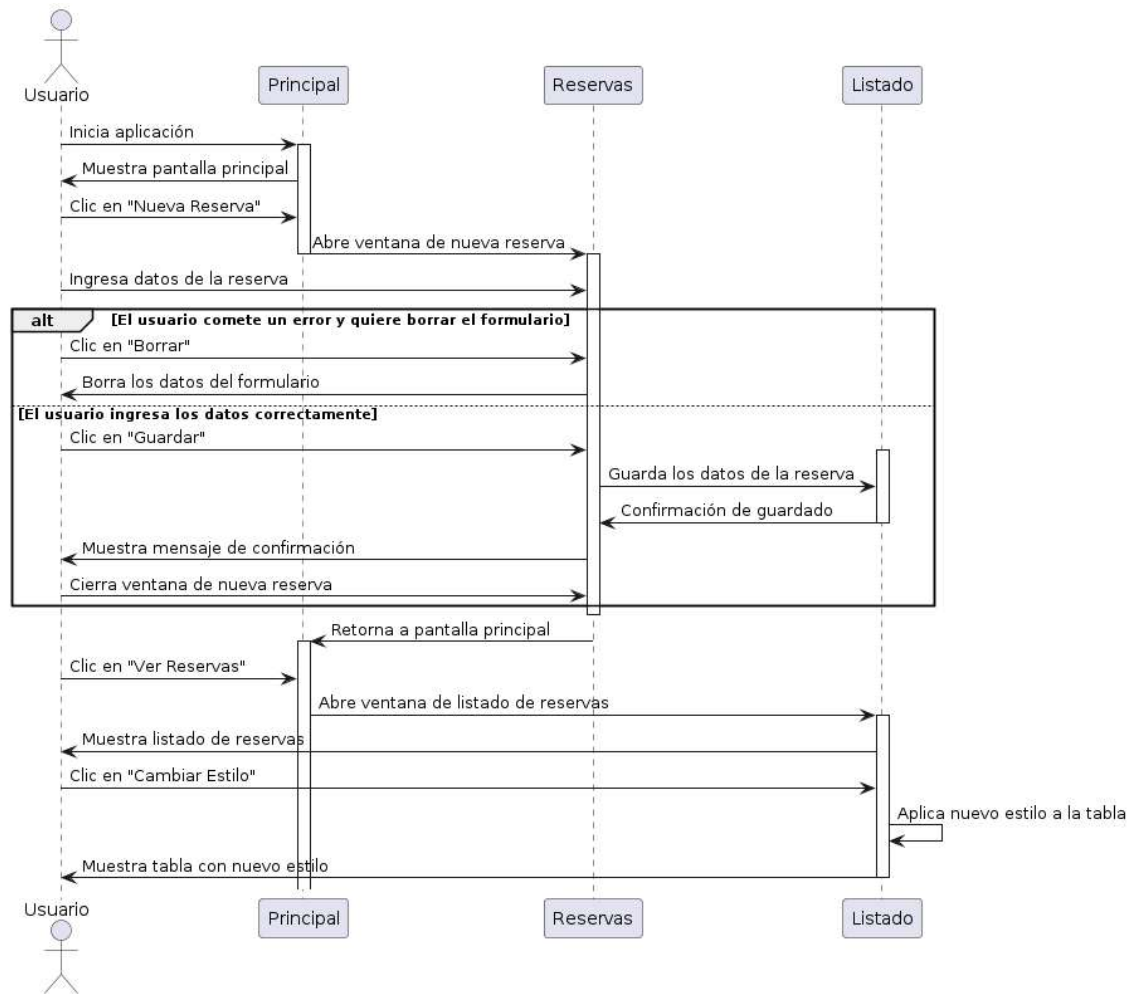 Usuario
Principal
Reservas
Listado
Inicia aplicación
Muestra pantalla principal
Clic en "Nueva Reserva"
Abre ventana de nueva reserva
Ingresa datos de la reserva
alt
[El usuario comete un error y quiere borrar el formulario]
Clic en "Borrar"
Borra los datos del formulario
[El usuario ingresa los datos correctamente]
Clic en "Guardar"
Guarda los datos de la reserva
Confirmación de guardado
Muestra mensaje de confirmación
Cierra ventana de nueva reserva
Retorna a pantalla principal
Clic en "Ver Reservas"
Abre ventana de listado de reservas
Muestra listado de reservas
Clic en "Cambiar Estilo"
Aplica nuevo estilo a la tabla
Muestra tabla con nuevo estilo
Usuario
Principal
Reservas
Listado